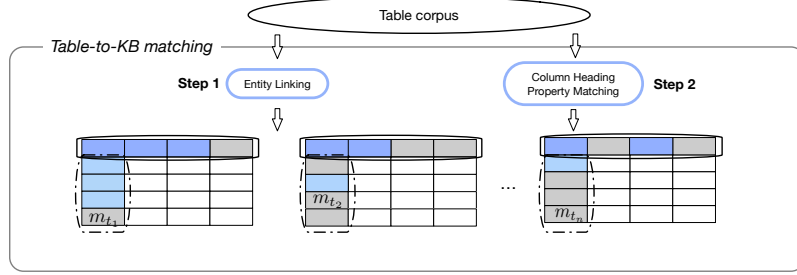 Table corpus
Table-to-KB matching
Step 1
Entity Linking
Column Heading
Property Matching
Step 2
m_{t_1}
m_{t_2}
...
m_{t_n}